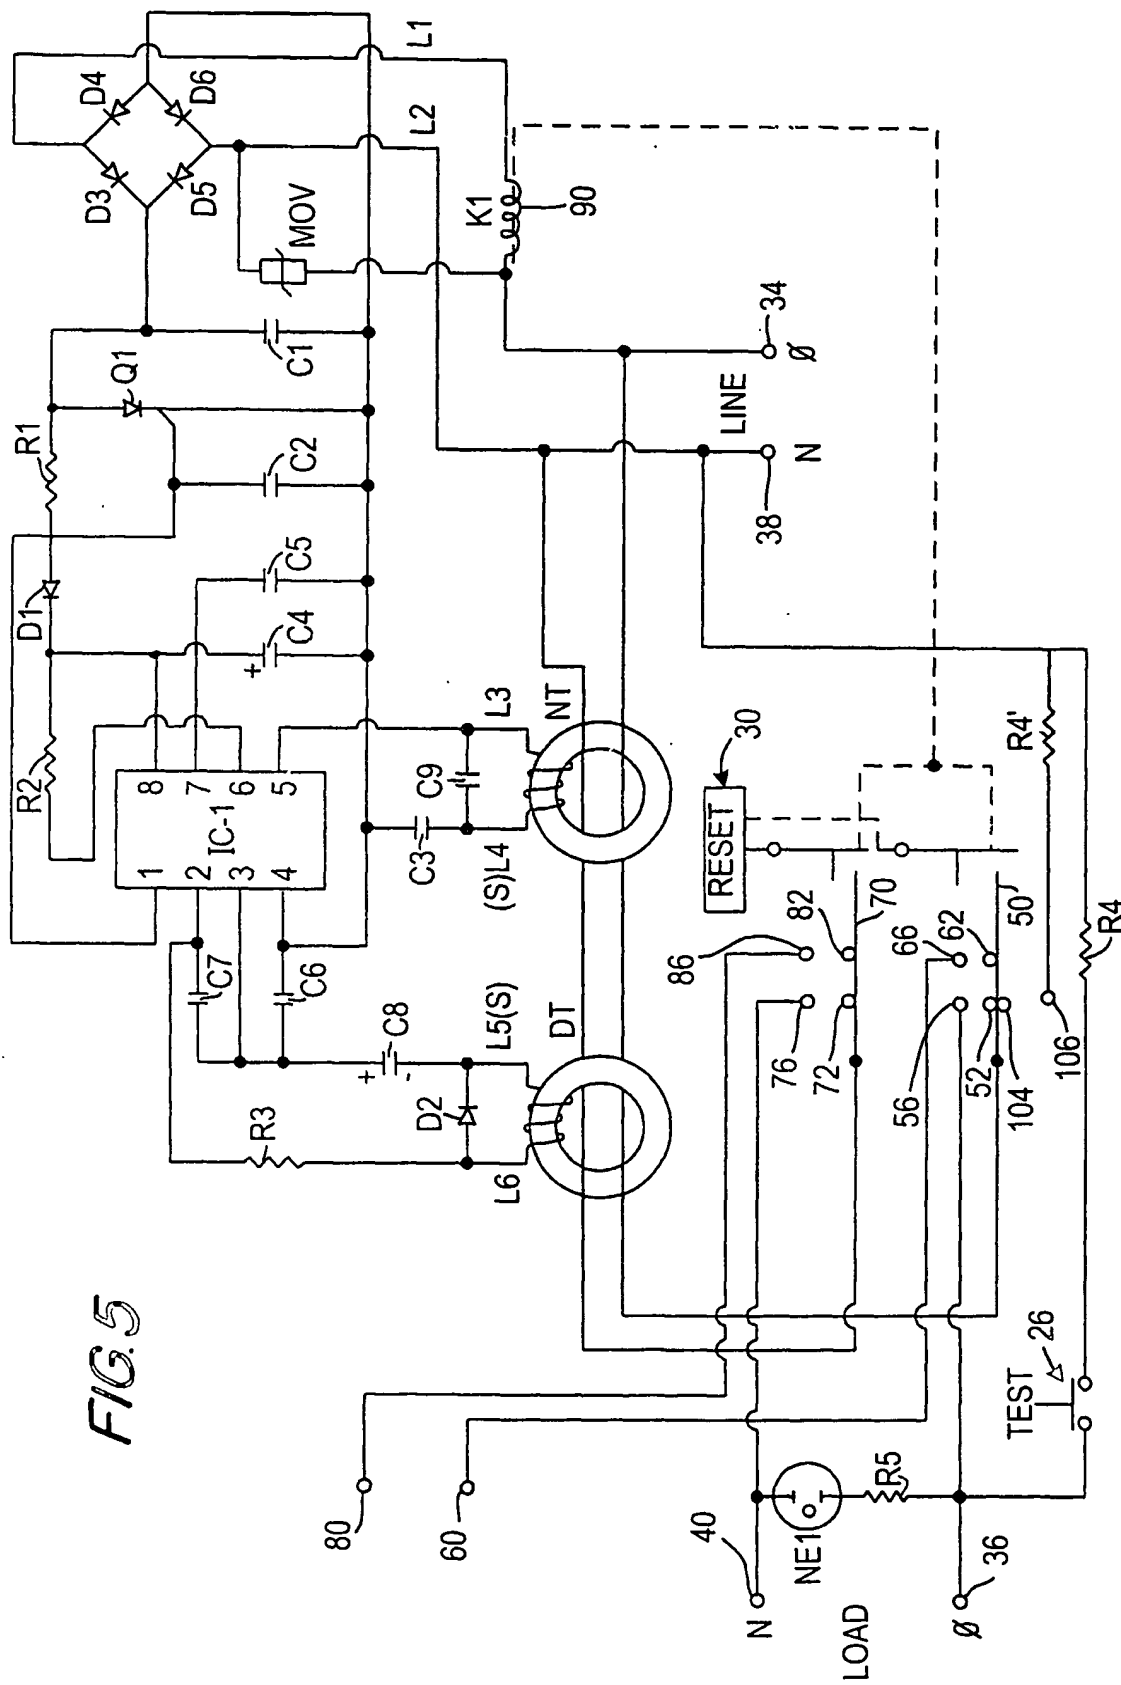 FIG. 5
D4
D6
D3
D5
L1
L2
MOV
K1
90
C1
Q1
R1
C2
C5
D1
C4
+
R2
IC-1
8
7
6
5
1
2
3
4
C7
C6
C3
C9
L3
(S)L4
NT
C8
+
-
L5(S)
DT
D2
R3
L6
LINE
34
Ø
38
N
30
RESET
R4'
R4
86
82
70
66
62
50
76
72
56
52
104
106
TEST
26
80
60
40
N
NE1
R5
LOAD
36
Ø